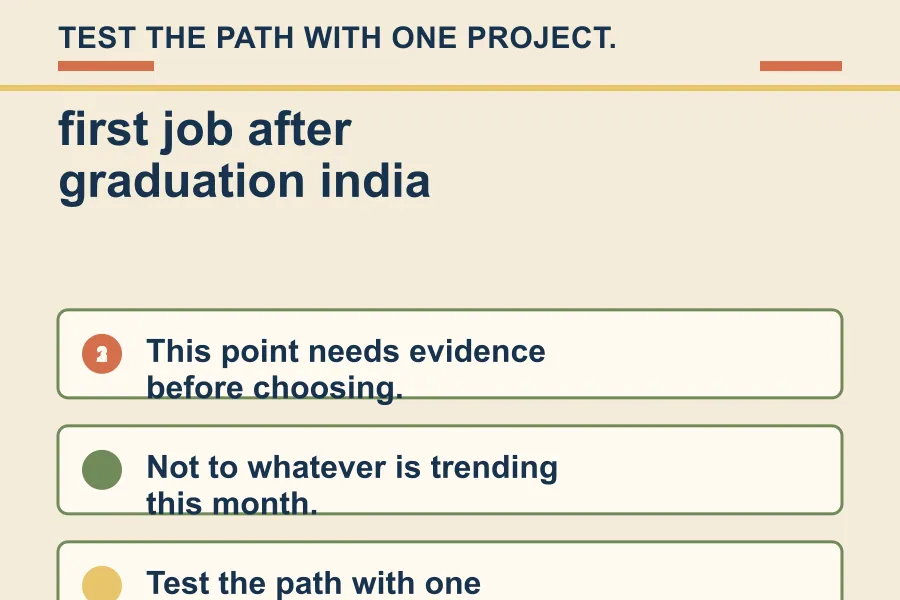 TEST THE PATH WITH ONE PROJECT.
first job after
graduation india
This point needs evidence
before choosing.
Not to whatever is trending
this month.
Test the path with one